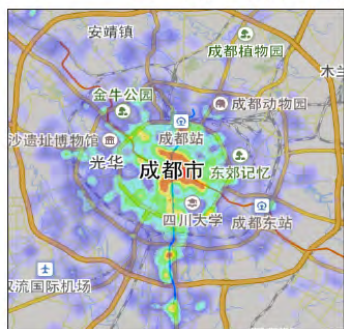 安靖镇
成都植物园
木兰
金牛公园
成都动物园
成都站
沙遗址博物馆
光华
成都市
东郊记忆
四川大学
成都东站
双流国际机场